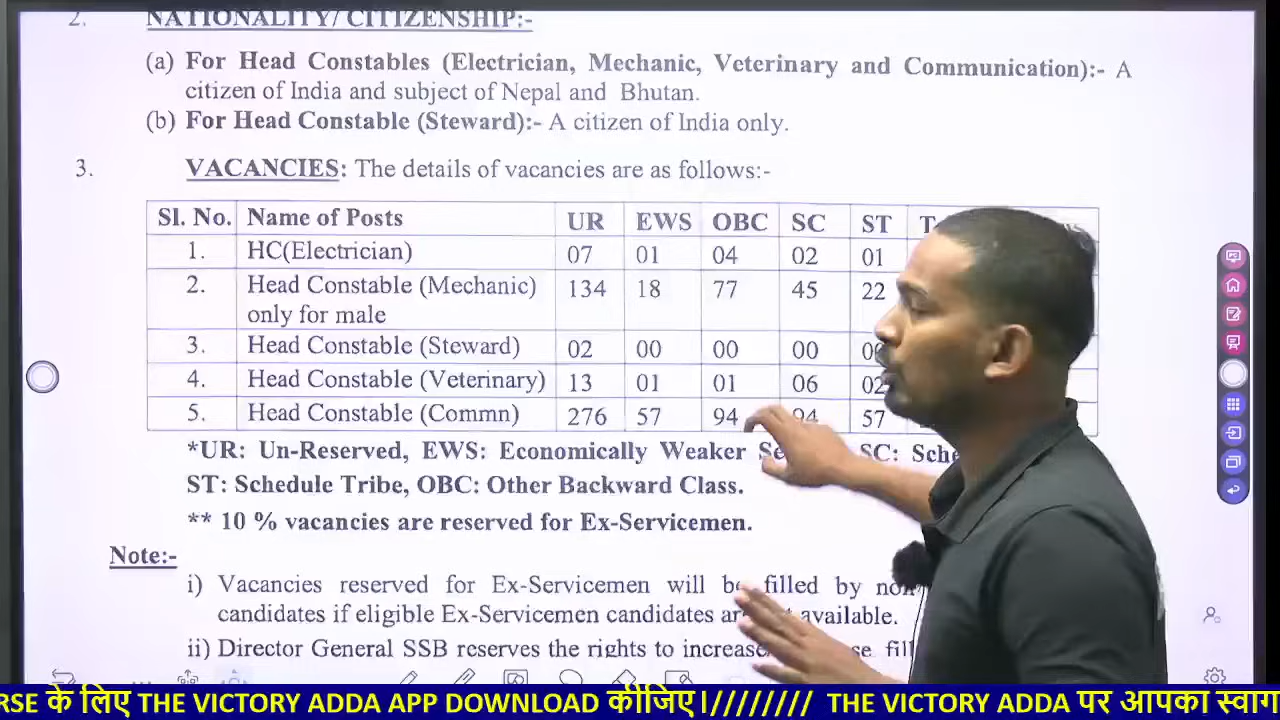 2. NATIONALITY/ CITIZENSHIP:-
(a) For Head Constables (Electrician, Mechanic, Veterinary and Communication):- A
citizen of India and subject of Nepal and Bhutan.
(b) For Head Constable (Steward):- A citizen of India only.
3. VACANCIES: The details of vacancies are as follows:-
Sl. No. Name of Posts UR EWS OBC SC ST
1. HC(Electrician) 07 01 04 02 01
2. Head Constable (Mechanic) 134 18 77 45 22
only for male
3. Head Constable (Steward) 02 00 00 00
4. Head Constable (Veterinary) 13 01 01 06 02
5. Head Constable (Commn) 276 57 94 94 57
*UR: Un-Reserved, EWS: Economically Weaker SC:
ST: Schedule Tribe, OBC: Other Backward Class.
** 10 % vacancies are reserved for Ex-Servicemen.
Note:-
i) Vacancies reserved for Ex-Servicemen will be filled by
candidates if eligible Ex-Servicemen candidates available.
ii) Director General SSB reserves the rights to increase
RSE के लिए THE VICTORY ADDA APP DOWNLOAD कीजिए।//////// THE VICTORY ADDA पर आपका स्वाग